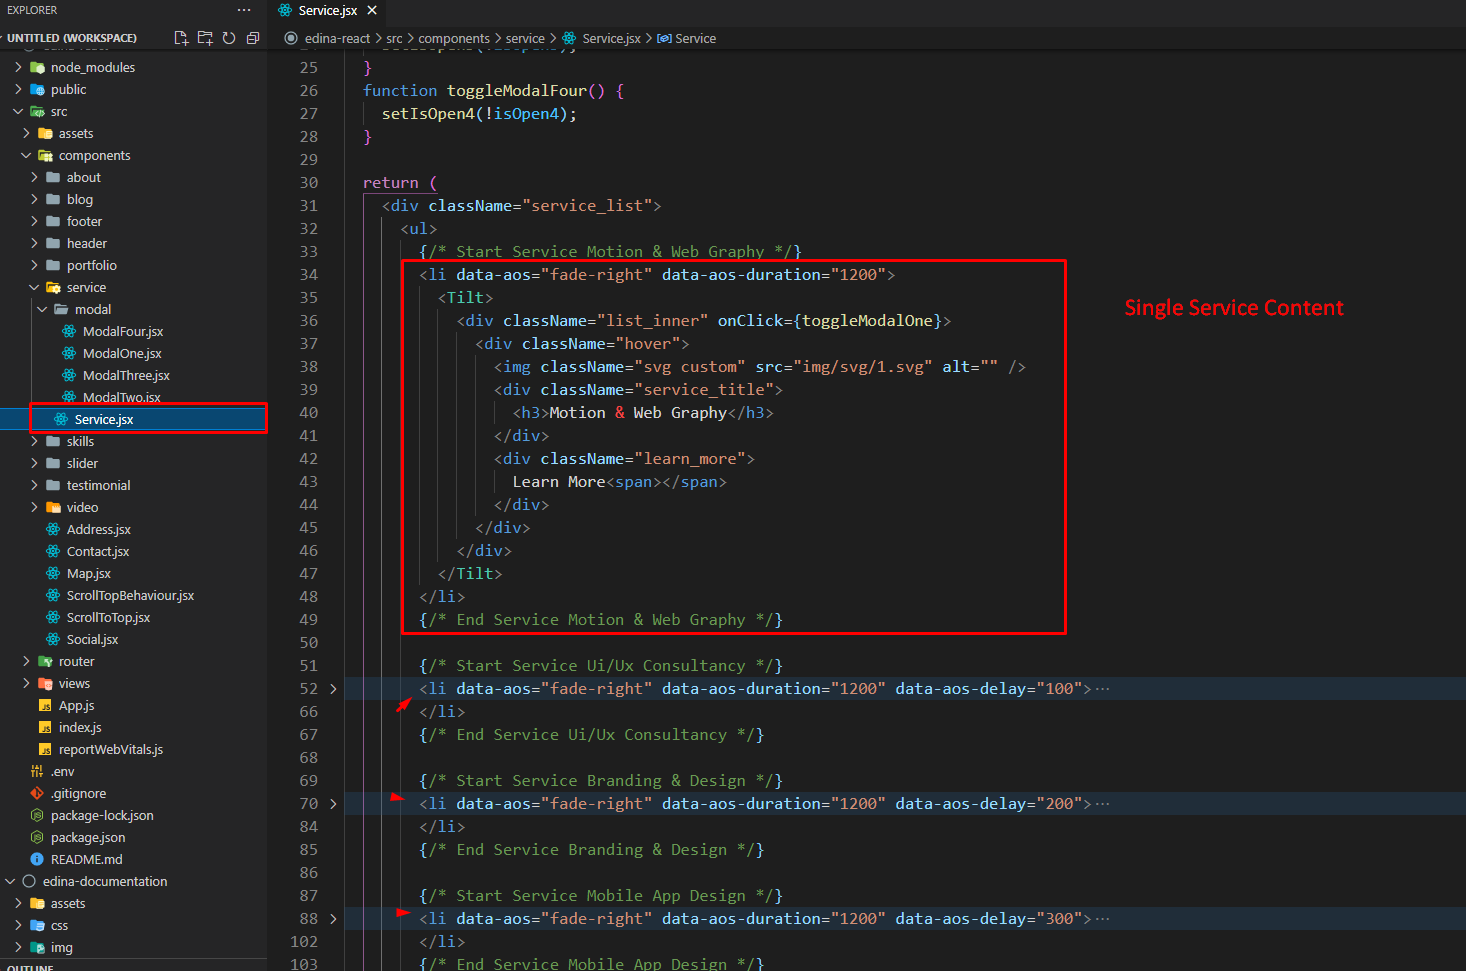 EXPLORER
···
Service.jsx
UNTITLED (WORKSPACE)
edina-react > src > components > service > Service.jsx > Service
node_modules
public
src
assets
components
about
blog
footer
header
portfolio
service
modal
ModalFour.jsx
ModalOne.jsx
ModalThree.jsx
ModalTwo.jsx
Service.jsx
skills
slider
testimonial
video
Address.jsx
Contact.jsx
Map.jsx
ScrollTopBehaviour.jsx
ScrollToTop.jsx
Social.jsx
router
views
App.js
index.js
reportWebVitals.js
.env
.gitignore
package-lock.json
package.json
README.md
edina-documentation
assets
css
img
OUTLINE
25 }
26 function toggleModalFour() {
27 setIsOpen4(!isOpen4);
28 }
29
30 return (
31 <div className="service_list">
32 <ul>
33 {/* Start Service Motion & Web Graphy */}
34 <li data-aos="fade-right" data-aos-duration="1200">
35 <Tilt>
36 <div className="list_inner" onClick={toggleModalOne}>
37 <div className="hover">
38 <img className="svg custom" src="img/svg/1.svg" alt="" />
39 <div className="service_title">
40 <h3>Motion & Web Graphy</h3>
41 </div>
42 <div className="learn_more">
43 Learn More<span></span>
44 </div>
45 </div>
46 </div>
47 </Tilt>
48 </li>
49 {/* End Service Motion & Web Graphy */}
50
51 {/* Start Service Ui/Ux Consultancy */}
52 <li data-aos="fade-right" data-aos-duration="1200" data-aos-delay="100">···
66 </li>
67 {/* End Service Ui/Ux Consultancy */}
68
69 {/* Start Service Branding & Design */}
70 <li data-aos="fade-right" data-aos-duration="1200" data-aos-delay="200">···
84 </li>
85 {/* End Service Branding & Design */}
86
87 {/* Start Service Mobile App Design */}
88 <li data-aos="fade-right" data-aos-duration="1200" data-aos-delay="300">···
102 </li>
103 {/* End Service Mobile App Design */}
Single Service Content